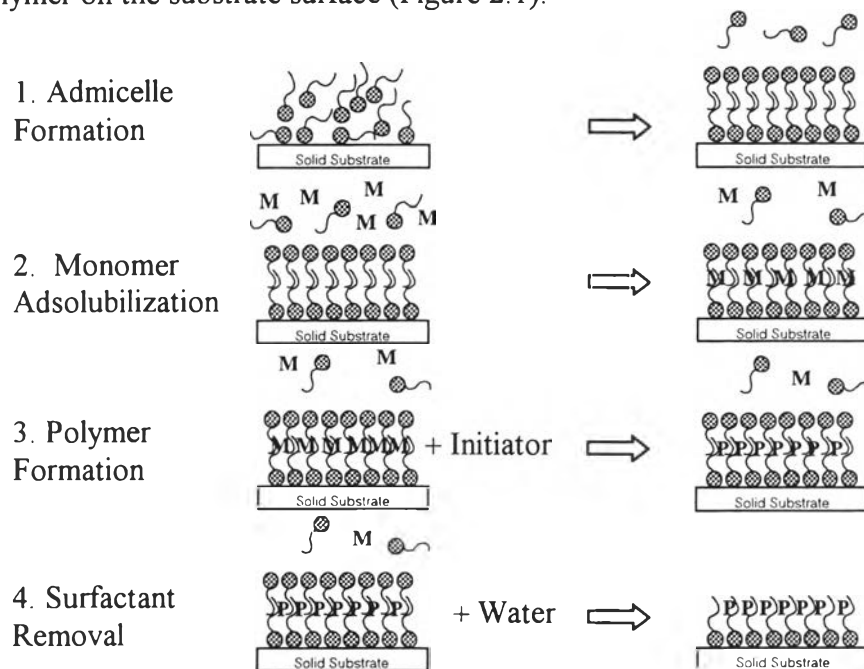 lymer on the substrate surface (Figure 2.1).
1. Admicelle
Formation
Solid Substrate
Solid Substrate
M M M M M
M M
2. Monomer
Adsolubilization
M M M M M
Solid Substrate
Solid Substrate
M M
M
3. Polymer
Formation
M M M M M M
+ Initiator
P P P P P P
Solid Substrate
Solid Substrate
M
4. Surfactant
Removal
P P P P P P
+ Water
P P P P P P
Solid Substrate
Solid Substrate